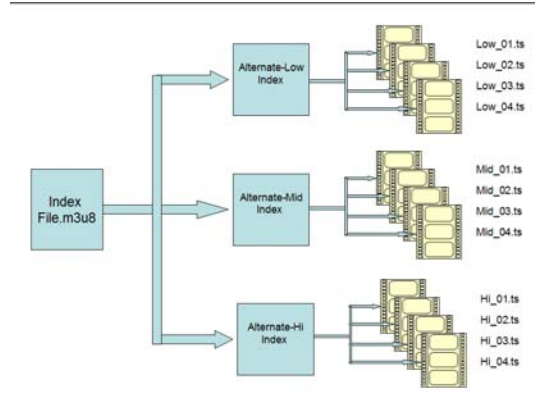 Alternate-Low
Index
Low_01.ts
Low_02.ts
Low_03.ts
Low_04.ts
Index
File.m3u8
Alternate-Mid
Index
Mid_01.ts
Mid_02.ts
Mid_03.ts
Mid_04.ts
Alternate-Hi
Index
Hi_01.ts
Hi_02.ts
Hi_03.ts
Hi_04.ts